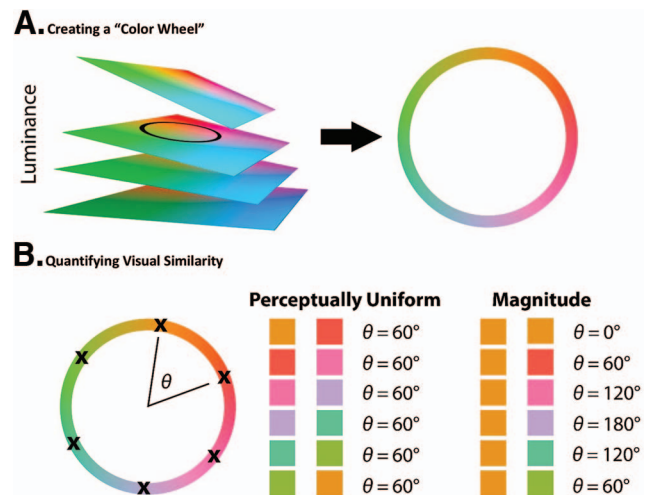 A. Creating a “Color Wheel”
Luminance
B. Quantifying Visual Similarity
X
X
X
θ
X
X
X
Perceptually Uniform
θ = 60°
θ = 60°
θ = 60°
θ = 60°
θ = 60°
θ = 60°
Magnitude
θ = 0°
θ = 60°
θ = 120°
θ = 180°
θ = 120°
θ = 60°